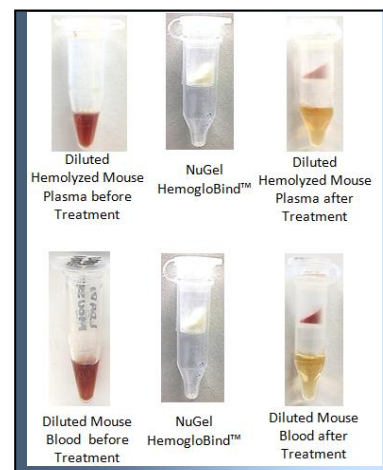 Diluted
Hemolyzed Mouse
Plasma before
Treatment
NuGel
HemogloBind™
Diluted
Hemolyzed Mouse
Plasma after
Treatment
Diluted Mouse
Blood before
Treatment
NuGel
HemogloBind™
Diluted Mouse
Blood after
Treatment